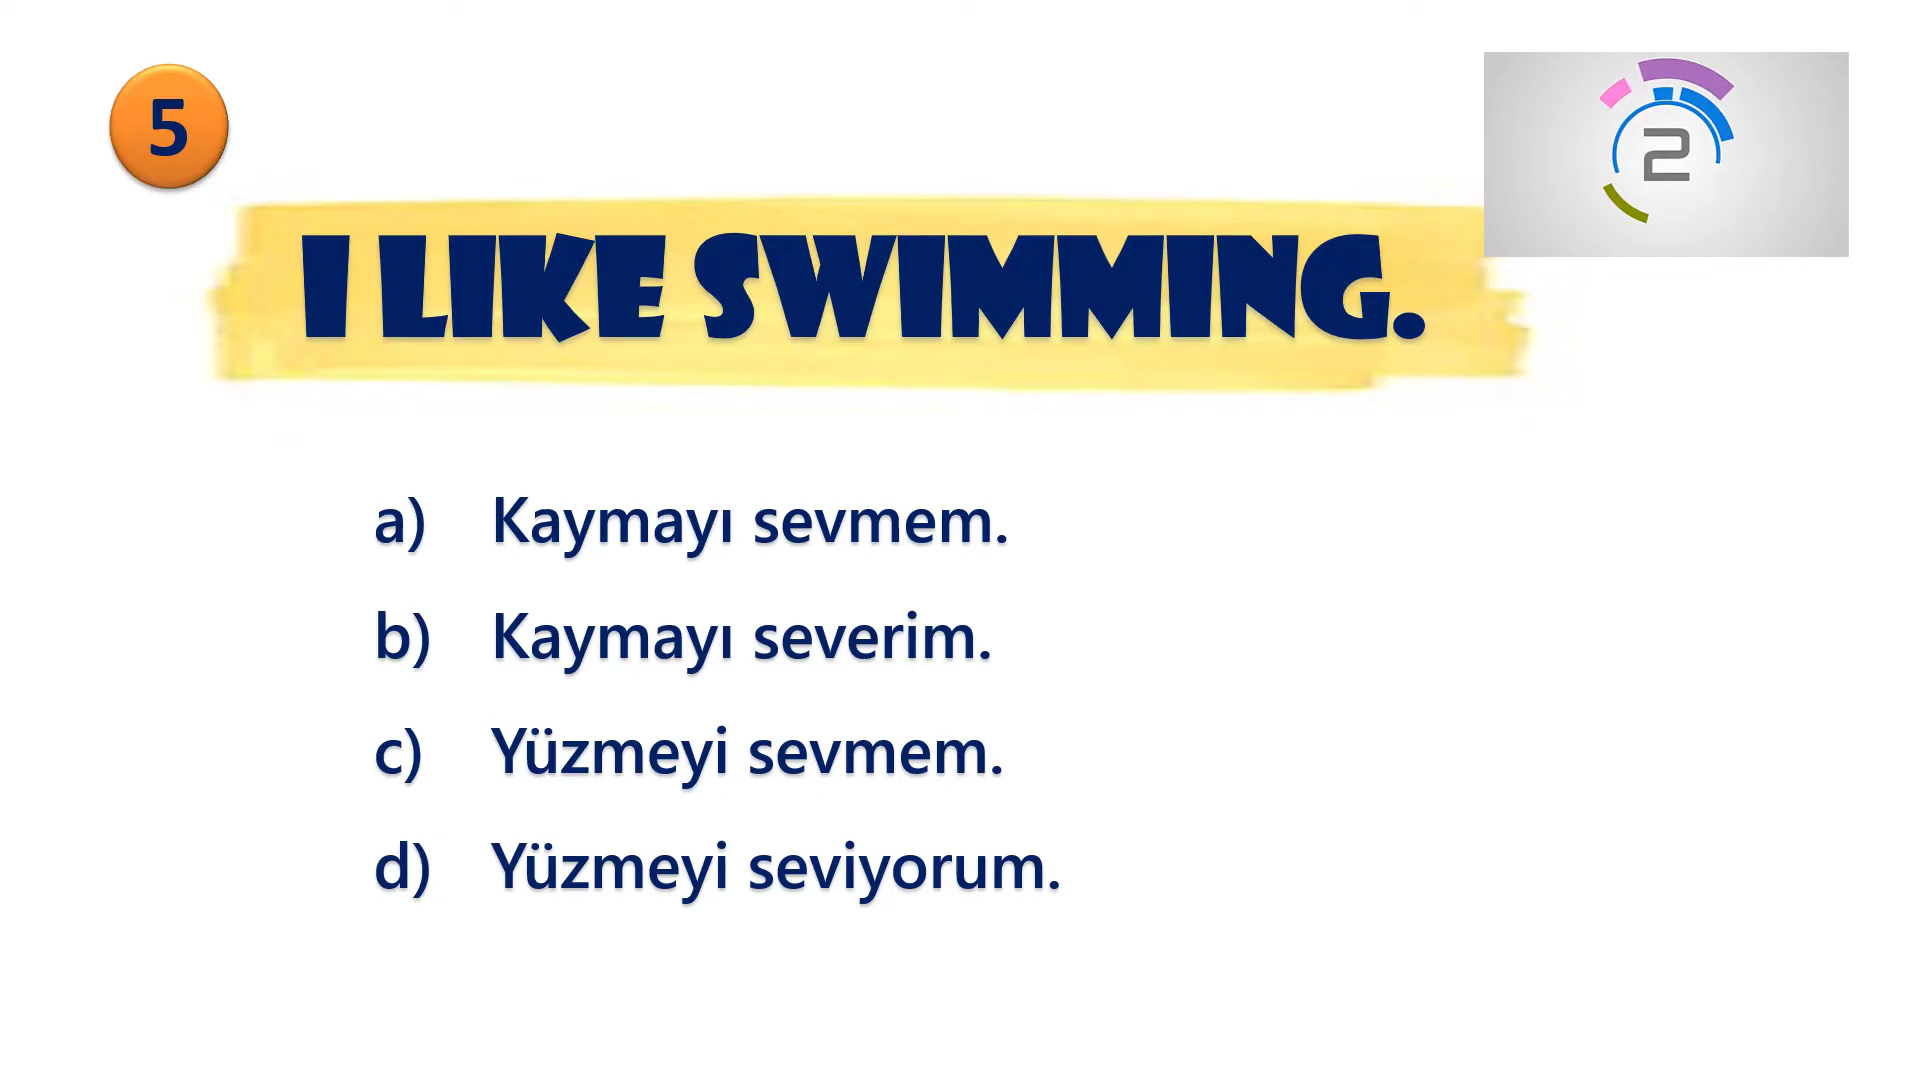 5
2
I LIKE SWIMMING.
a) Kaymayı sevmem.
b) Kaymayı severim.
c) Yüzmeyi sevmem.
d) Yüzmeyi seviyorum.